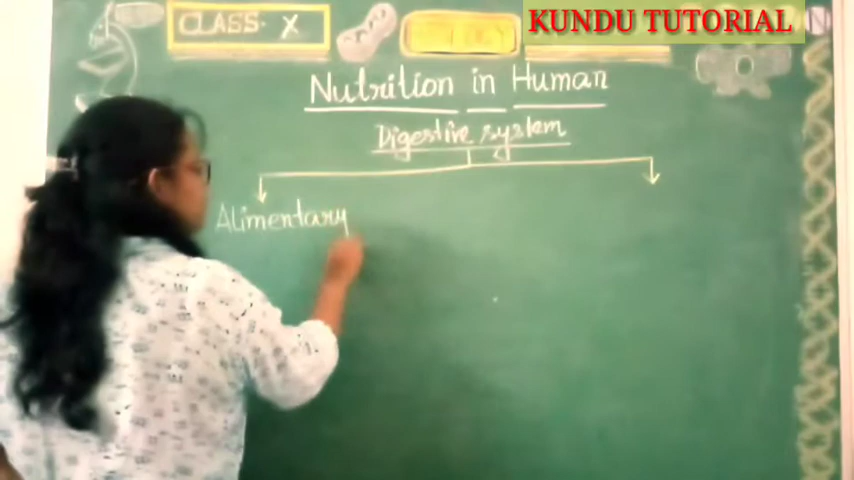 KUNDU TUTORIAL
CLASS- X
Nutrition in Human
Digestive system
Alimentary